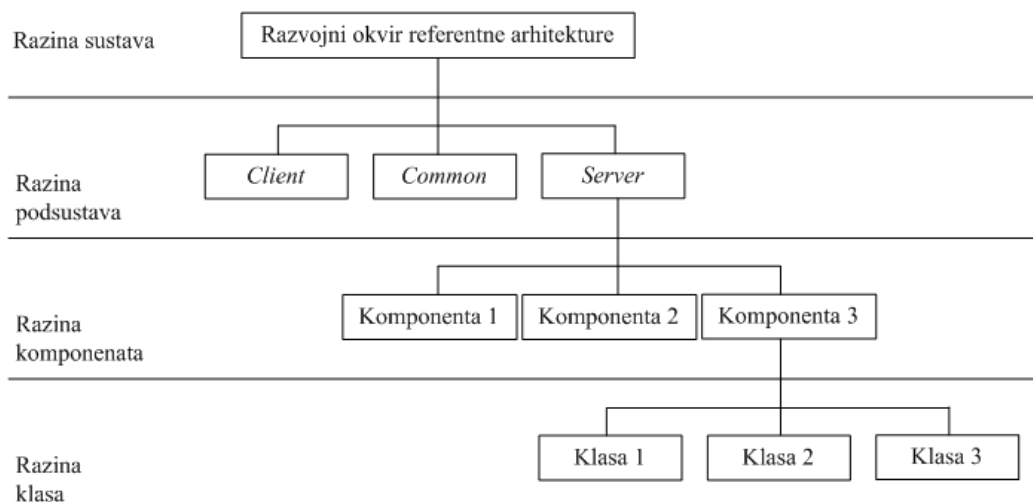 Razina sustava
Razvojni okvir referentne arhitekture
Razina
podsustava
Client
Common
Server
Razina
komponenata
Komponenta 1
Komponenta 2
Komponenta 3
Razina
klasa
Klasa 1
Klasa 2
Klasa 3